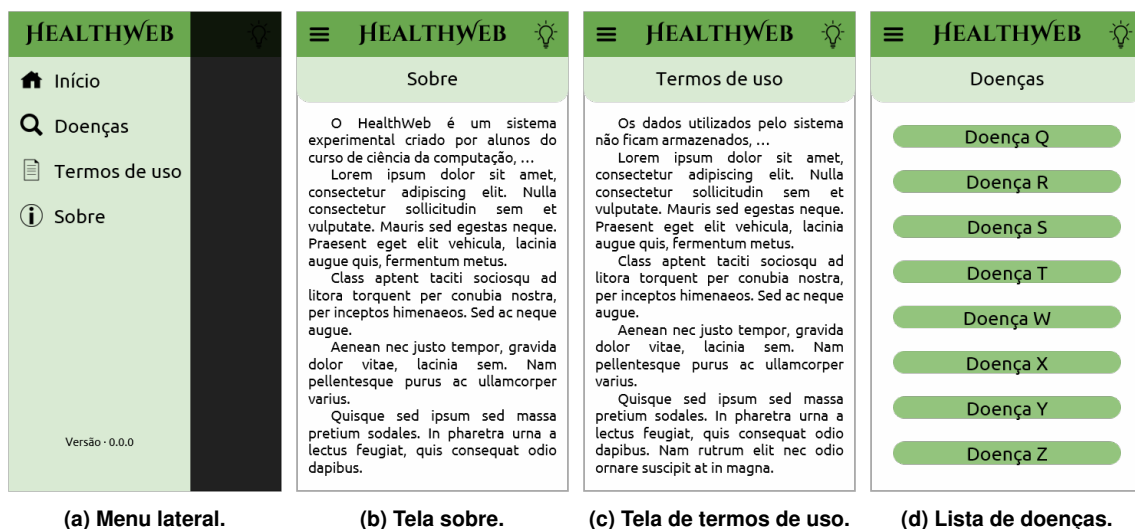 HEALTHWEB
Início
Doenças
Termos de uso
Sobre
Versão · 0.0.0
(a) Menu lateral.
HEALTHWEB
Sobre
O HealthWeb é um sistema
experimental criado por alunos do
curso de ciência da computação, ...
Lorem ipsum dolor sit amet,
consectetur adipiscing elit. Nulla
consectetur sollicitudin sem et
vulputate. Mauris sed egestas neque.
Praesent eget elit vehicula, lacinia
augue quis, fermentum metus.
Class aptent taciti sociosqu ad
litora torquent per conubia nostra,
per inceptos himenaeos. Sed ac neque
augue.
Aenean nec justo tempor, gravida
dolor vitae, lacinia sem. Nam
pellentesque purus ac ullamcorper
varius.
Quisque sed ipsum sed massa
pretium sodales. In pharetra urna a
lectus feugiat, quis consequat odio
dapibus.
(b) Tela sobre.
HEALTHWEB
Termos de uso
Os dados utilizados pelo sistema
não ficam armazenados, ...
Lorem ipsum dolor sit amet,
consectetur adipiscing elit. Nulla
consectetur sollicitudin sem et
vulputate. Mauris sed egestas neque.
Praesent eget elit vehicula, lacinia
augue quis, fermentum metus.
Class aptent taciti sociosqu ad
litora torquent per conubia nostra,
per inceptos himenaeos. Sed ac neque
augue.
Aenean nec justo tempor, gravida
dolor vitae, lacinia sem. Nam
pellentesque purus ac ullamcorper
varius.
Quisque sed ipsum sed massa
pretium sodales. In pharetra urna a
lectus feugiat, quis consequat odio
dapibus. Nam rutrum elit nec odio
ornare suscipit at in magna.
(c) Tela de termos de uso.
HEALTHWEB
Doenças
Doença Q
Doença R
Doença S
Doença T
Doença W
Doença X
Doença Y
Doença Z
(d) Lista de doenças.